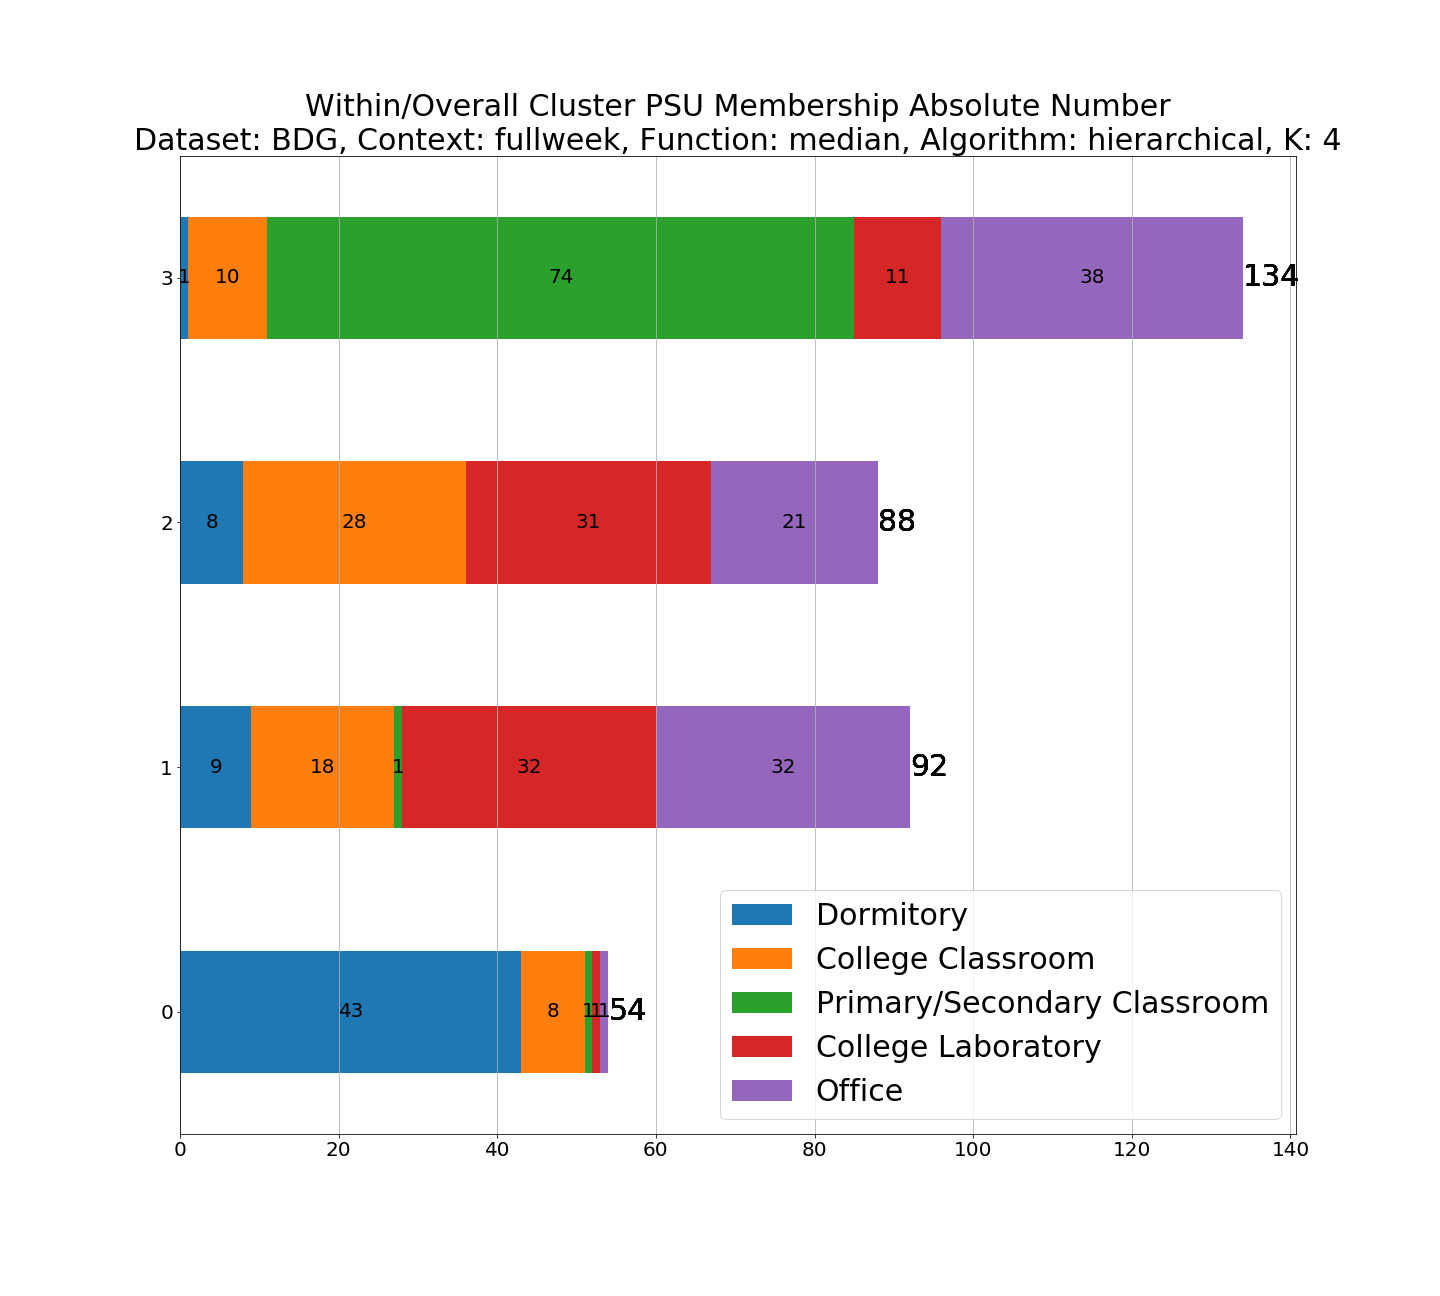 Within/Overall Cluster PSU Membership Absolute Number
Dataset: BDG, Context: fullweek, Function: median, Algorithm: hierarchical, K: 4
3 1 10 74 11 38 134
2 8 28 31 21 88
1 9 18 1 32 32 92
0 43 8 1 1 1 54
Dormitory
College Classroom
Primary/Secondary Classroom
College Laboratory
Office
0 20 40 60 80 100 120 140